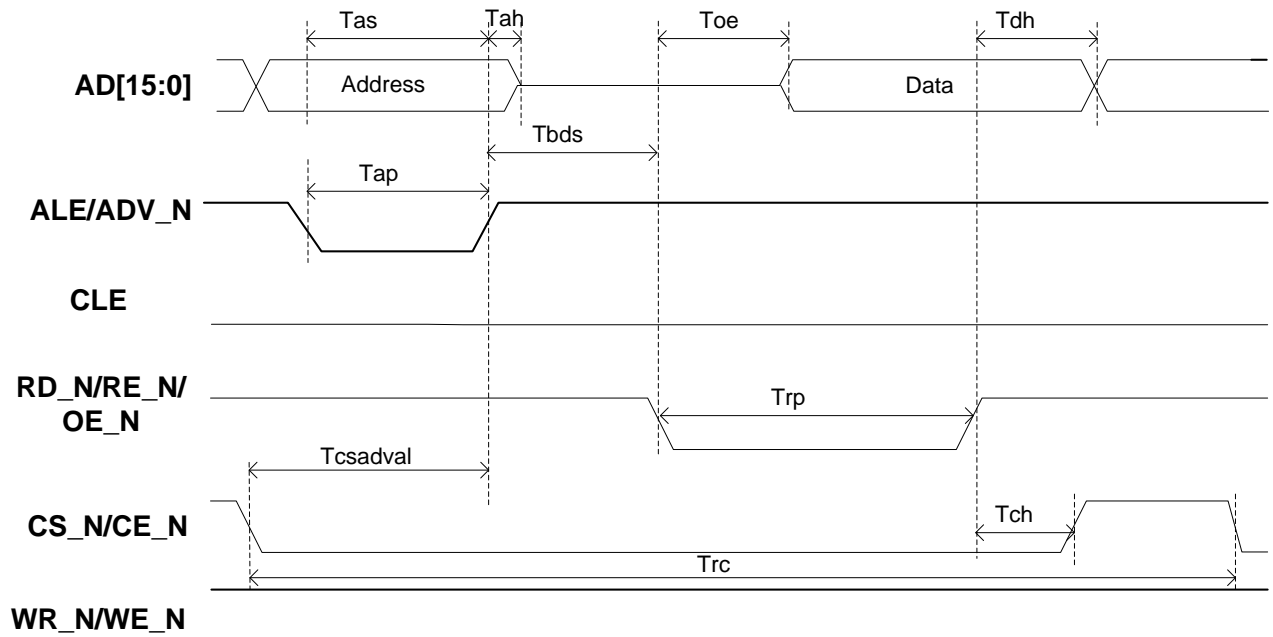 Tas
Tah
Toe
Tdh
AD[15:0]
Address
Data
Tbds
Tap
ALE/ADV_N
CLE
RD_N/RE_N/
OE_N
Trp
Tcsadval
CS_N/CE_N
Tch
Trc
WR_N/WE_N